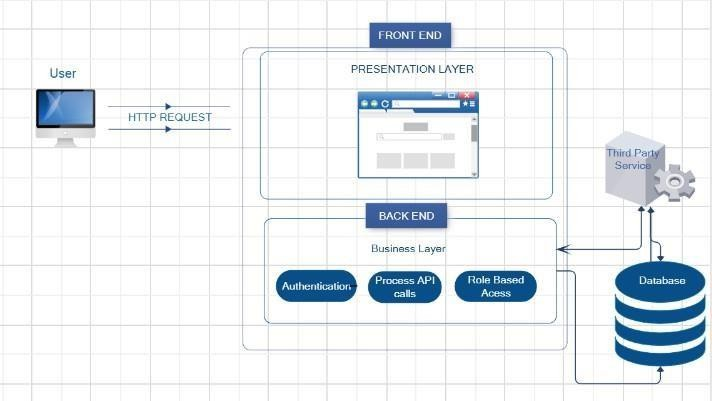 FRONT END
PRESENTATION LAYER
User
HTTP REQUEST
Third Party
Service
BACK END
Business Layer
Authentication
Process API
calls
Role Based
Acess
Database